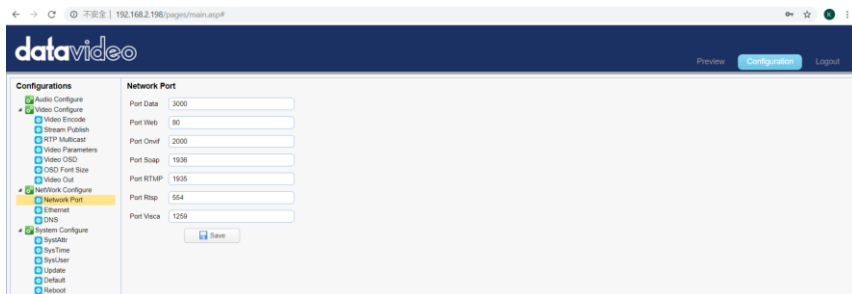 不安全 | 192.168.2.198/pages/main.asp#
K
datavideo
Preview Configuration Logout
Configurations
Audio Configure
Video Configure
Video Encode
Stream Publish
RTP Multicast
Video Parameters
Video OSD
OSD Font Size
Video Out
NetWork Configure
Network Port
Ethernet
DNS
System Configure
SystAttr
SysTime
SysUser
Update
Default
Reboot
Network Port
Port Data 3000
Port Web 80
Port Onvif 2000
Port Soap 1936
Port RTMP 1935
Port Rtsp 554
Port Visca 1259
Save